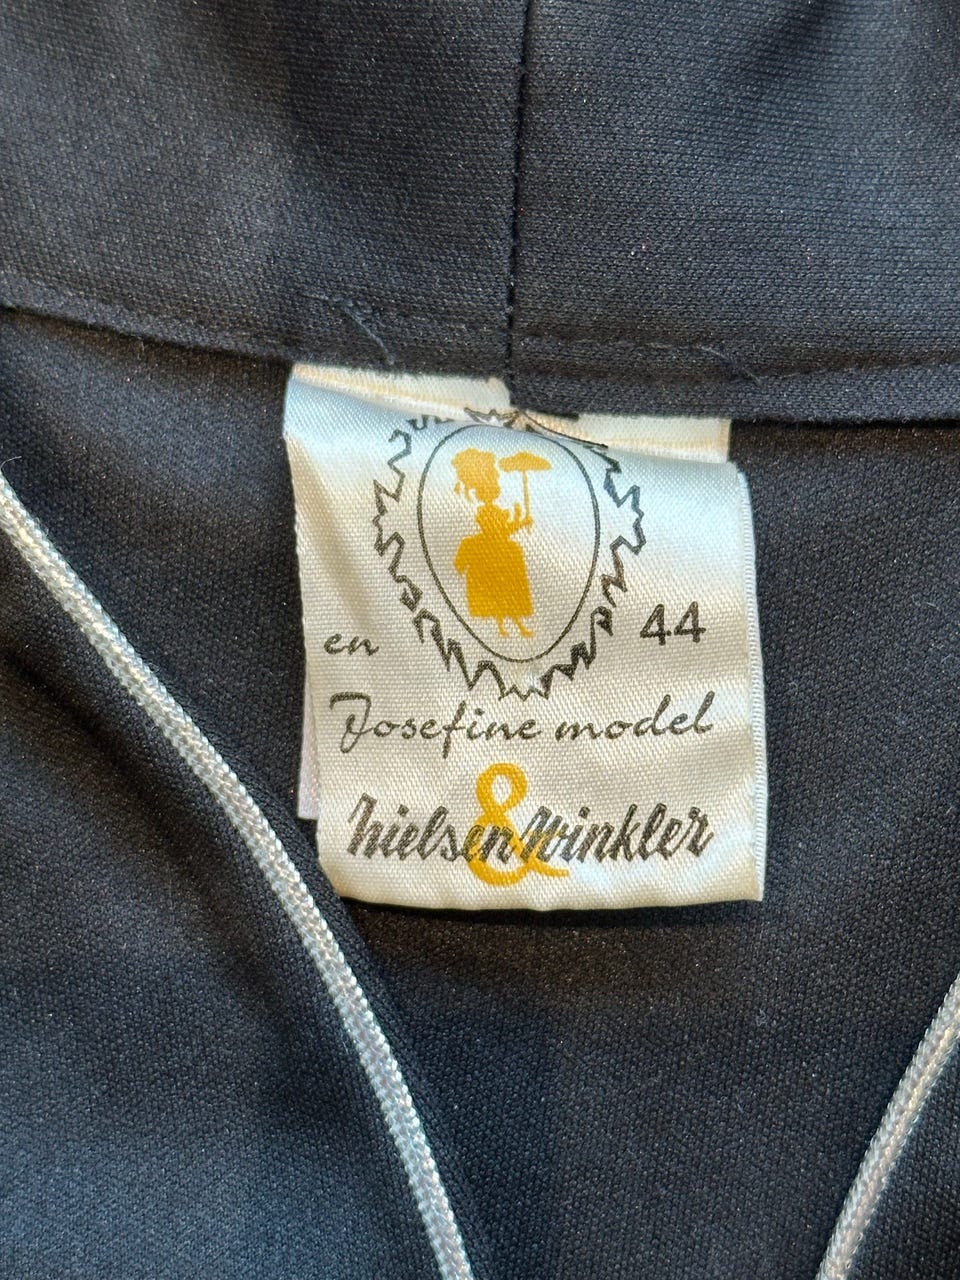 en 44
Josefine model
Nielsen & Winkler